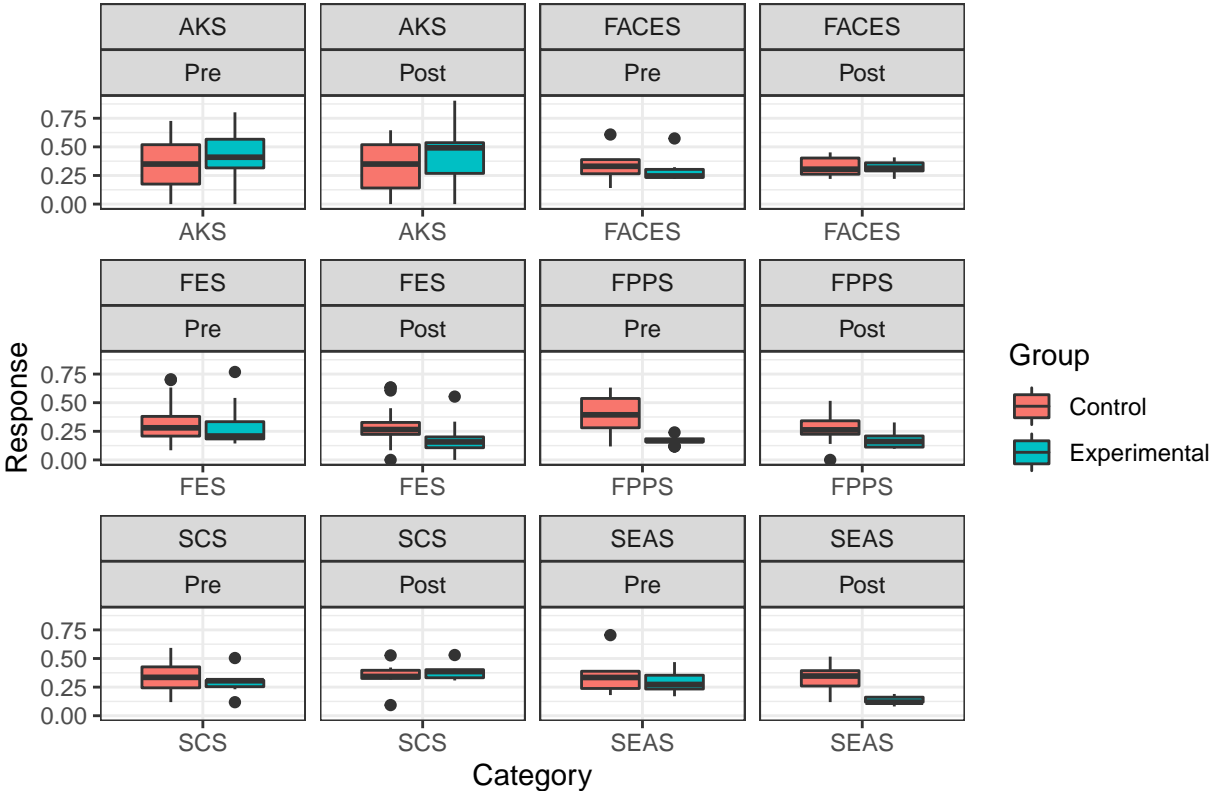 AKS AKS FACES FACES
Pre Post Pre Post
0.75
0.50
0.25
0.00
AKS AKS FACES FACES
FES FES FPPS FPPS
Pre Post Pre Post
0.75
0.50
0.25
0.00
FES FES FPPS FPPS
SCS SCS SEAS SEAS
Pre Post Pre Post
0.75
0.50
0.25
0.00
SCS SCS SEAS SEAS
Response
Category
Group
Control
Experimental